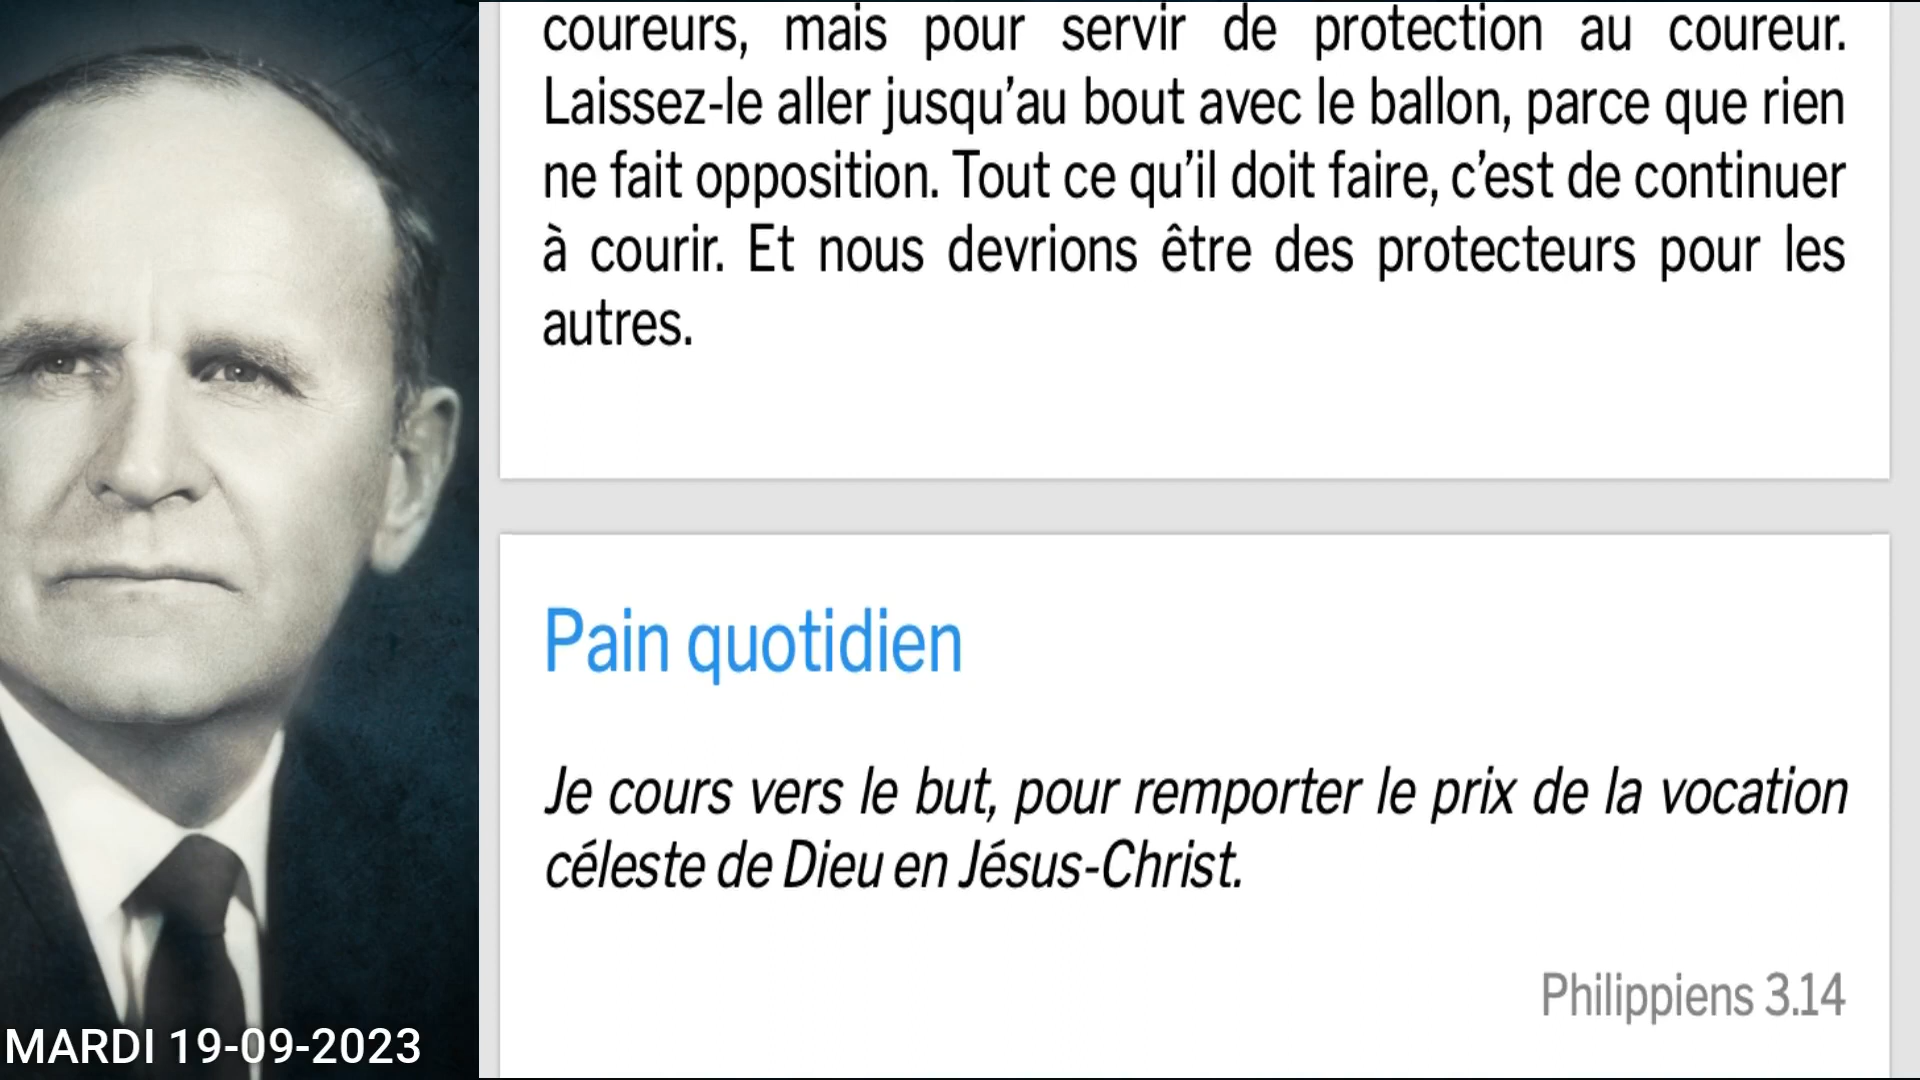 coureurs, mais pour servir de protection au coureur.
Laissez-le aller jusqu’au bout avec le ballon, parce que rien
ne fait opposition. Tout ce qu’il doit faire, c’est de continuer
à courir. Et nous devrions être des protecteurs pour les
autres.
Pain quotidien
Je cours vers le but, pour remporter le prix de la vocation
céleste de Dieu en Jésus-Christ.
Philippiens 3.14
MARDI 19-09-2023